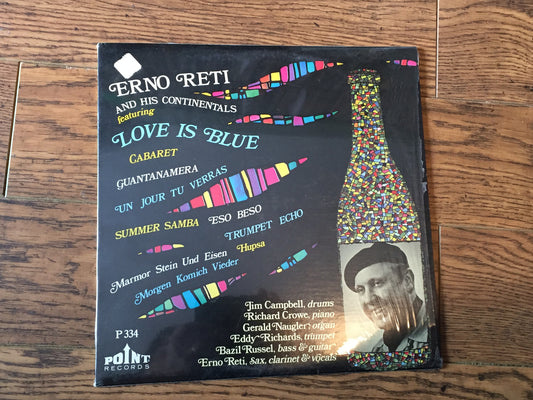 ERNO RETI
AND HIS CONTINENTALS
featuring
LOVE IS BLUE
CABARET
GUANTANAMERA
UN JOUR TU VERRAS
SUMMER SAMBA ESO BESO
TRUMPET ECHO
Marmor Stein Und Eisen Hupsa
Morgen Komich Vieder
Jim Campbell, drums
Richard Crowe, piano
Gerald Naugler, organ
Eddy Richards, trumpet
Bazil Russel, bass & guitar
Erno Reti, sax, clarinet & vocals
P 334
POINT
RECORDS